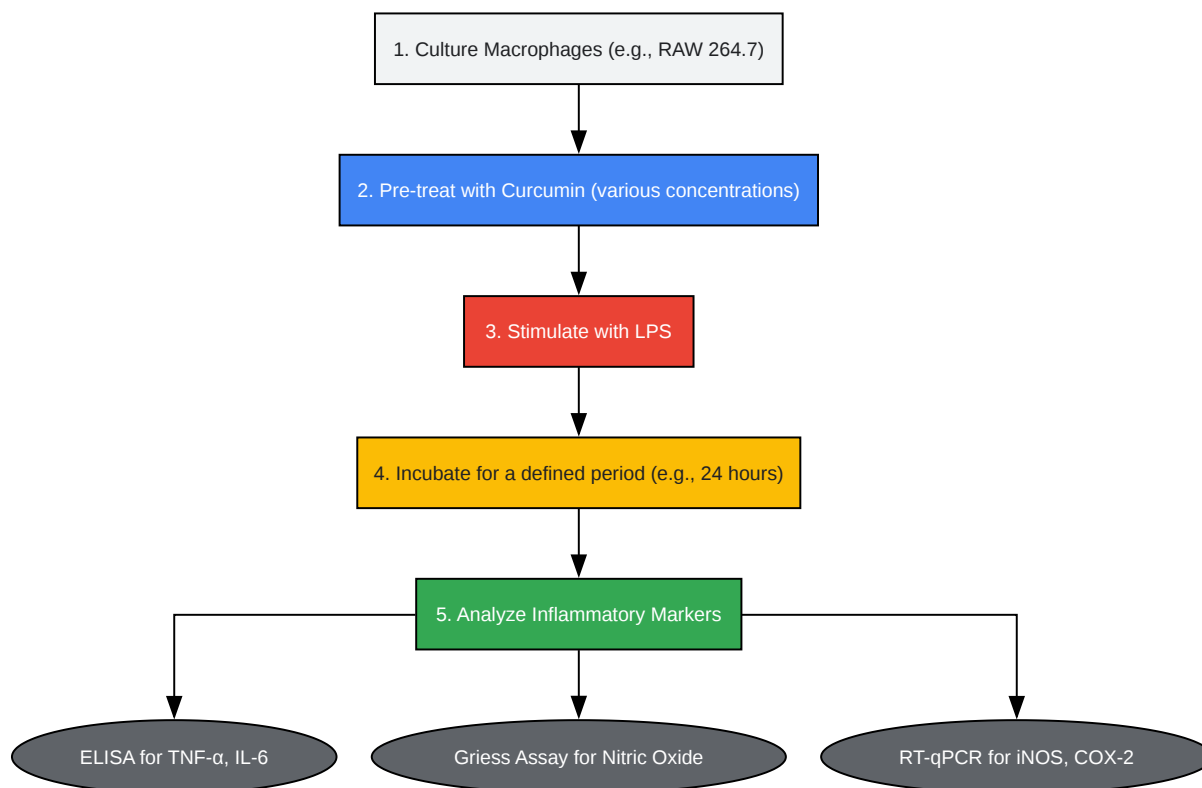 1. Culture Macrophages (e.g., RAW 264.7)
2. Pre-treat with Curcumin (various concentrations)
3. Stimulate with LPS
4. Incubate for a defined period (e.g., 24 hours)
5. Analyze Inflammatory Markers
ELISA for TNF-α, IL-6
Griess Assay for Nitric Oxide
RT-qPCR for iNOS, COX-2